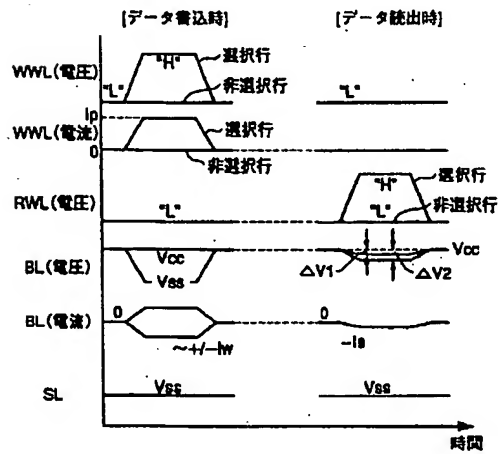 [データ書込時] [データ読出時]
WWL(電圧) "L" "H" 選択行 非選択行 "L"
WWL(電流) Ip 0 選択行 非選択行
RWL(電圧) "L" "H" "L" 選択行 非選択行
BL(電圧) Vcc Vss ΔV1 ΔV2 Vcc
BL(電流) 0 ~+/-Iw 0 -Is
SL Vss Vss
時間